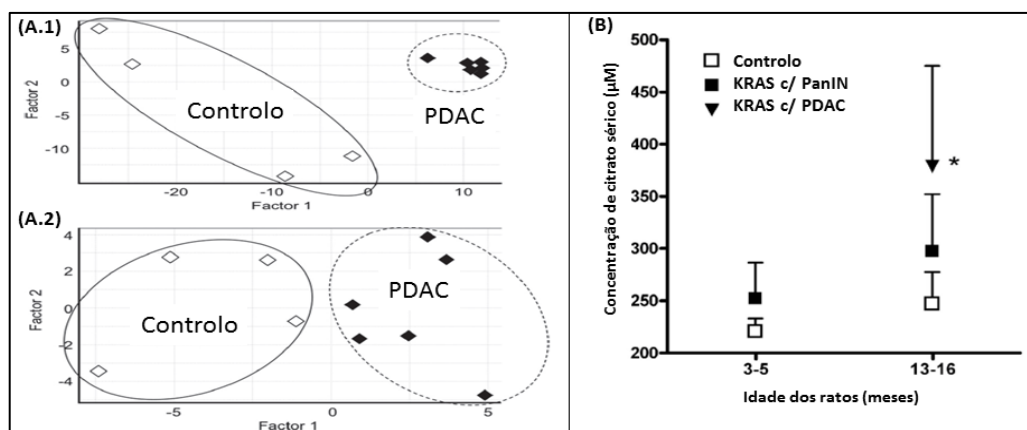 (A.1)
Factor 2
5
0
-5
-10
Controlo
PDAC
-20
-10
0
10
Factor 1
(A.2)
Factor 2
4
2
0
-2
-4
Controlo
PDAC
-5
0
5
Factor 1
(B)
Concentração de citrato sérico (µM)
500
450
400
350
300
250
200
Controlo
KRAS c/ PanIN
KRAS c/ PDAC
*
3-5
13-16
Idade dos ratos (meses)